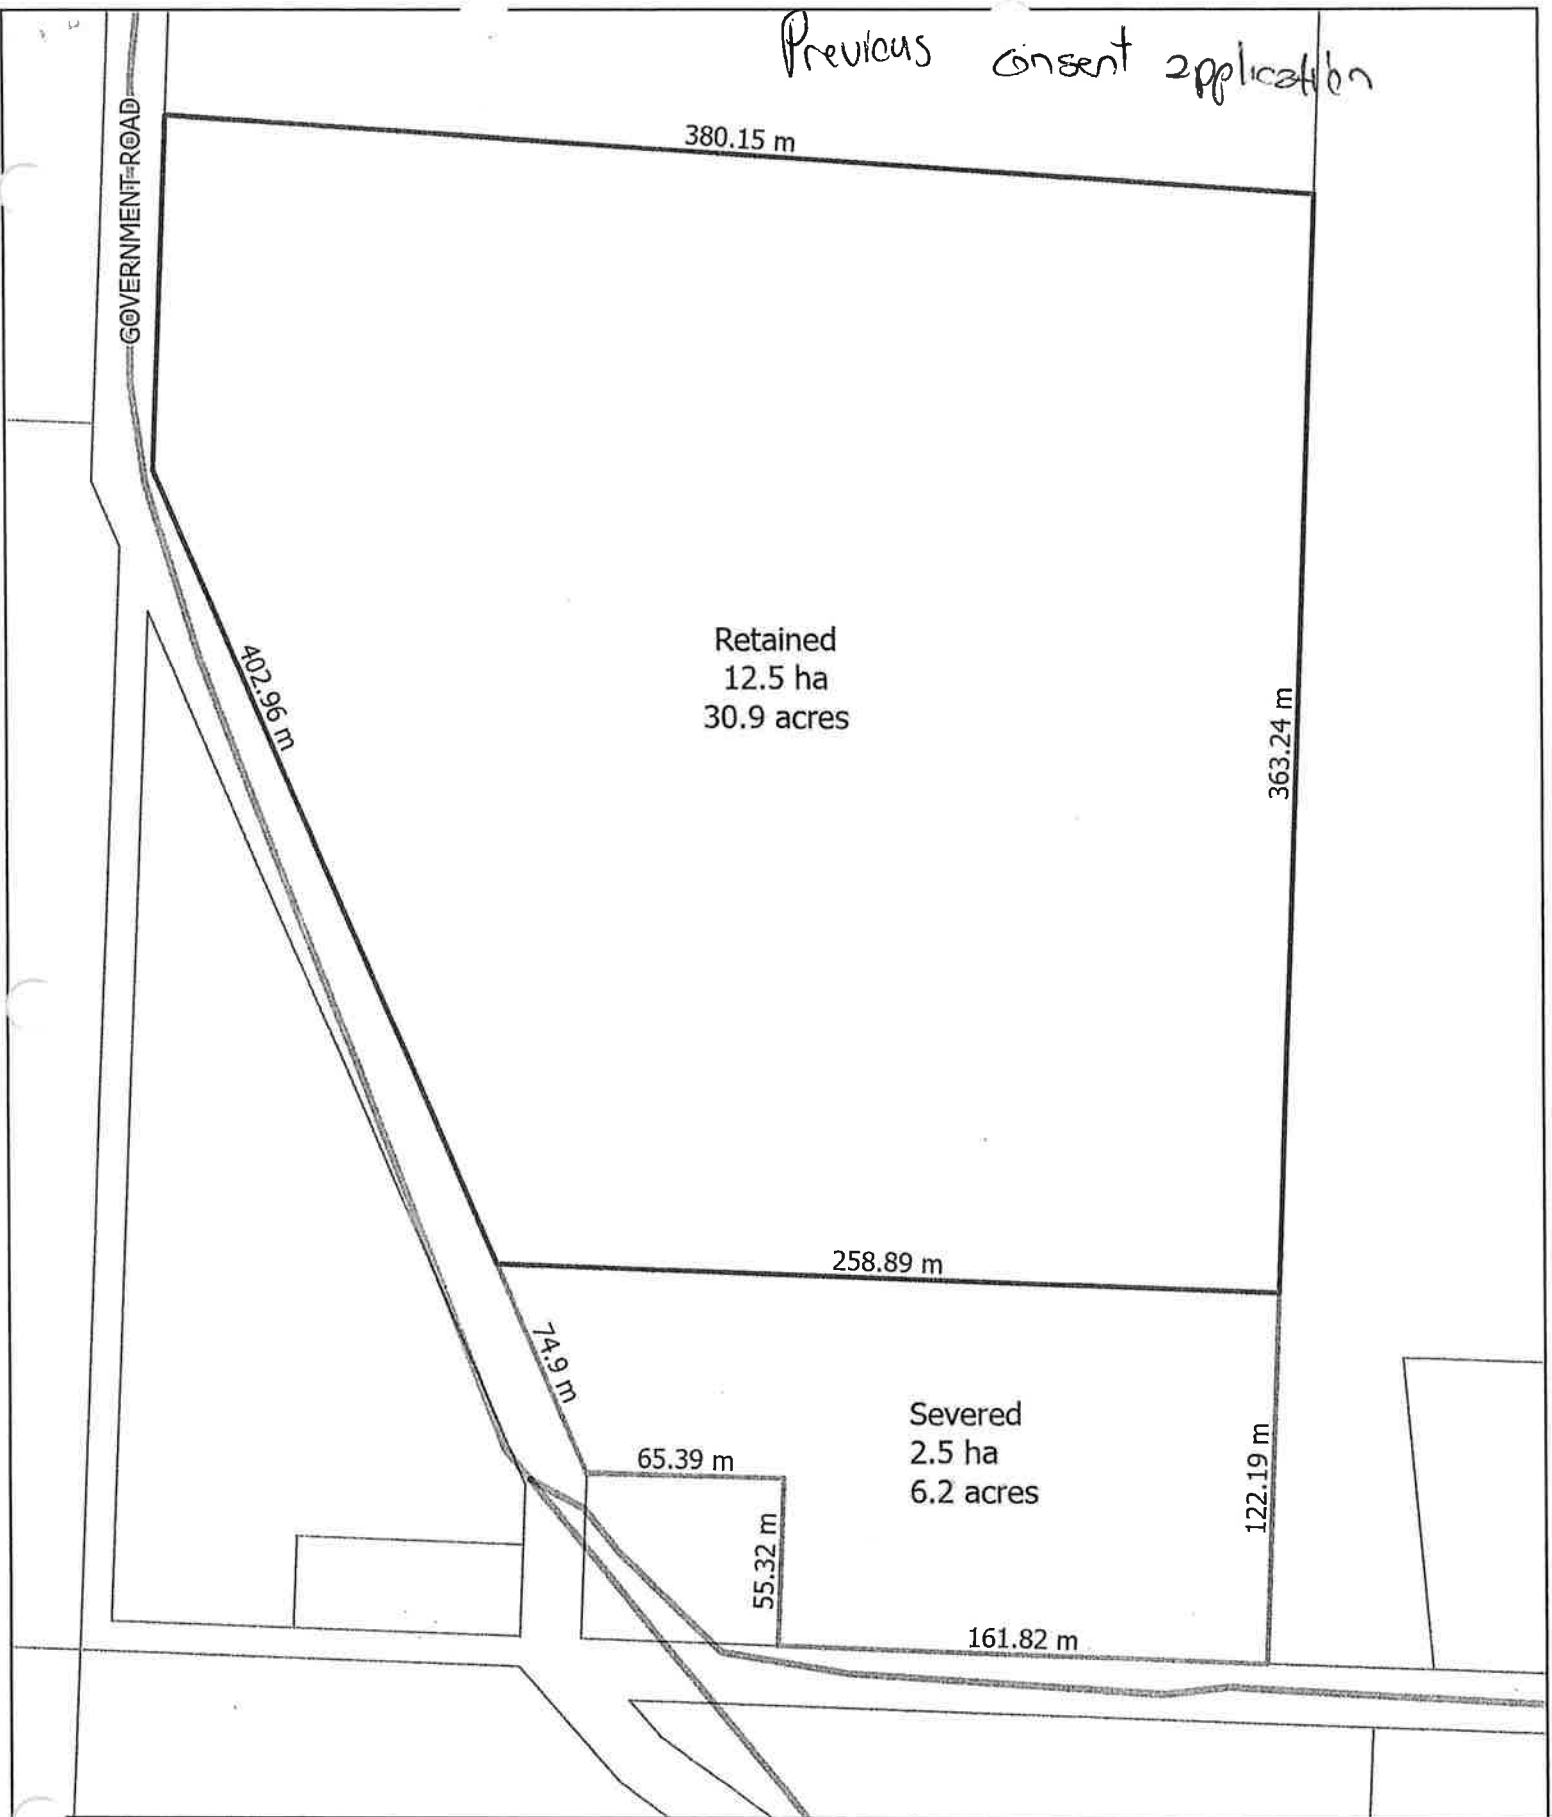 Previous consent application
GOVERNMENT ROAD
380.15 m
402.96 m
Retained
12.5 ha
30.9 acres
363.24 m
258.89 m
74.9 m
65.39 m
55.32 m
Severed
2.5 ha
6.2 acres
122.19 m
161.82 m